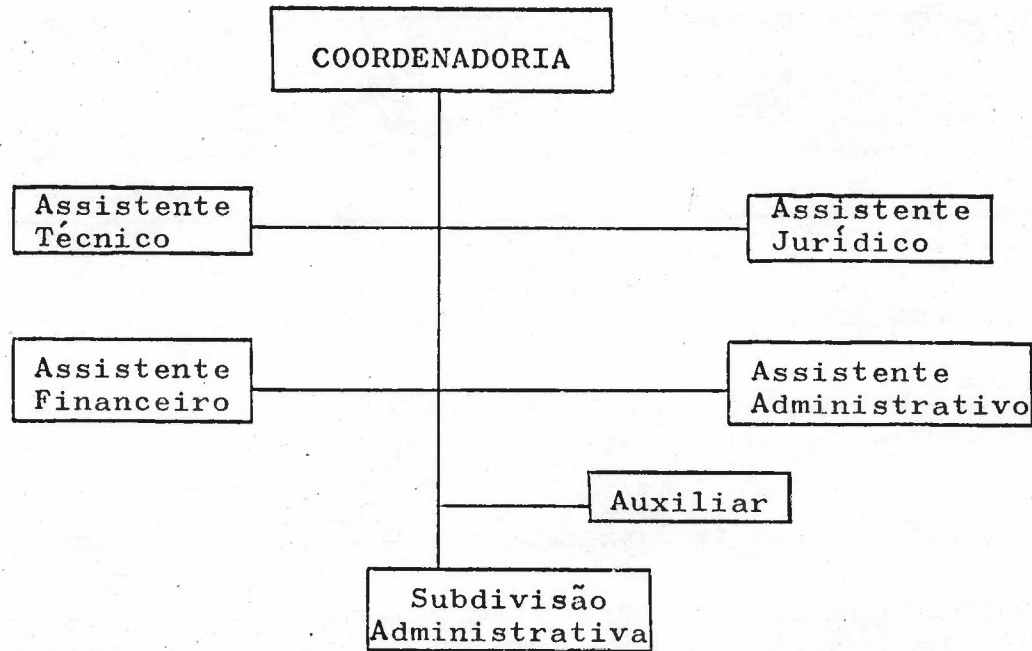 COORDENADORIA
Assistente
Técnico
Assistente
Jurídico
Assistente
Financeiro
Assistente
Administrativo
Auxiliar
Subdivisão
Administrativa